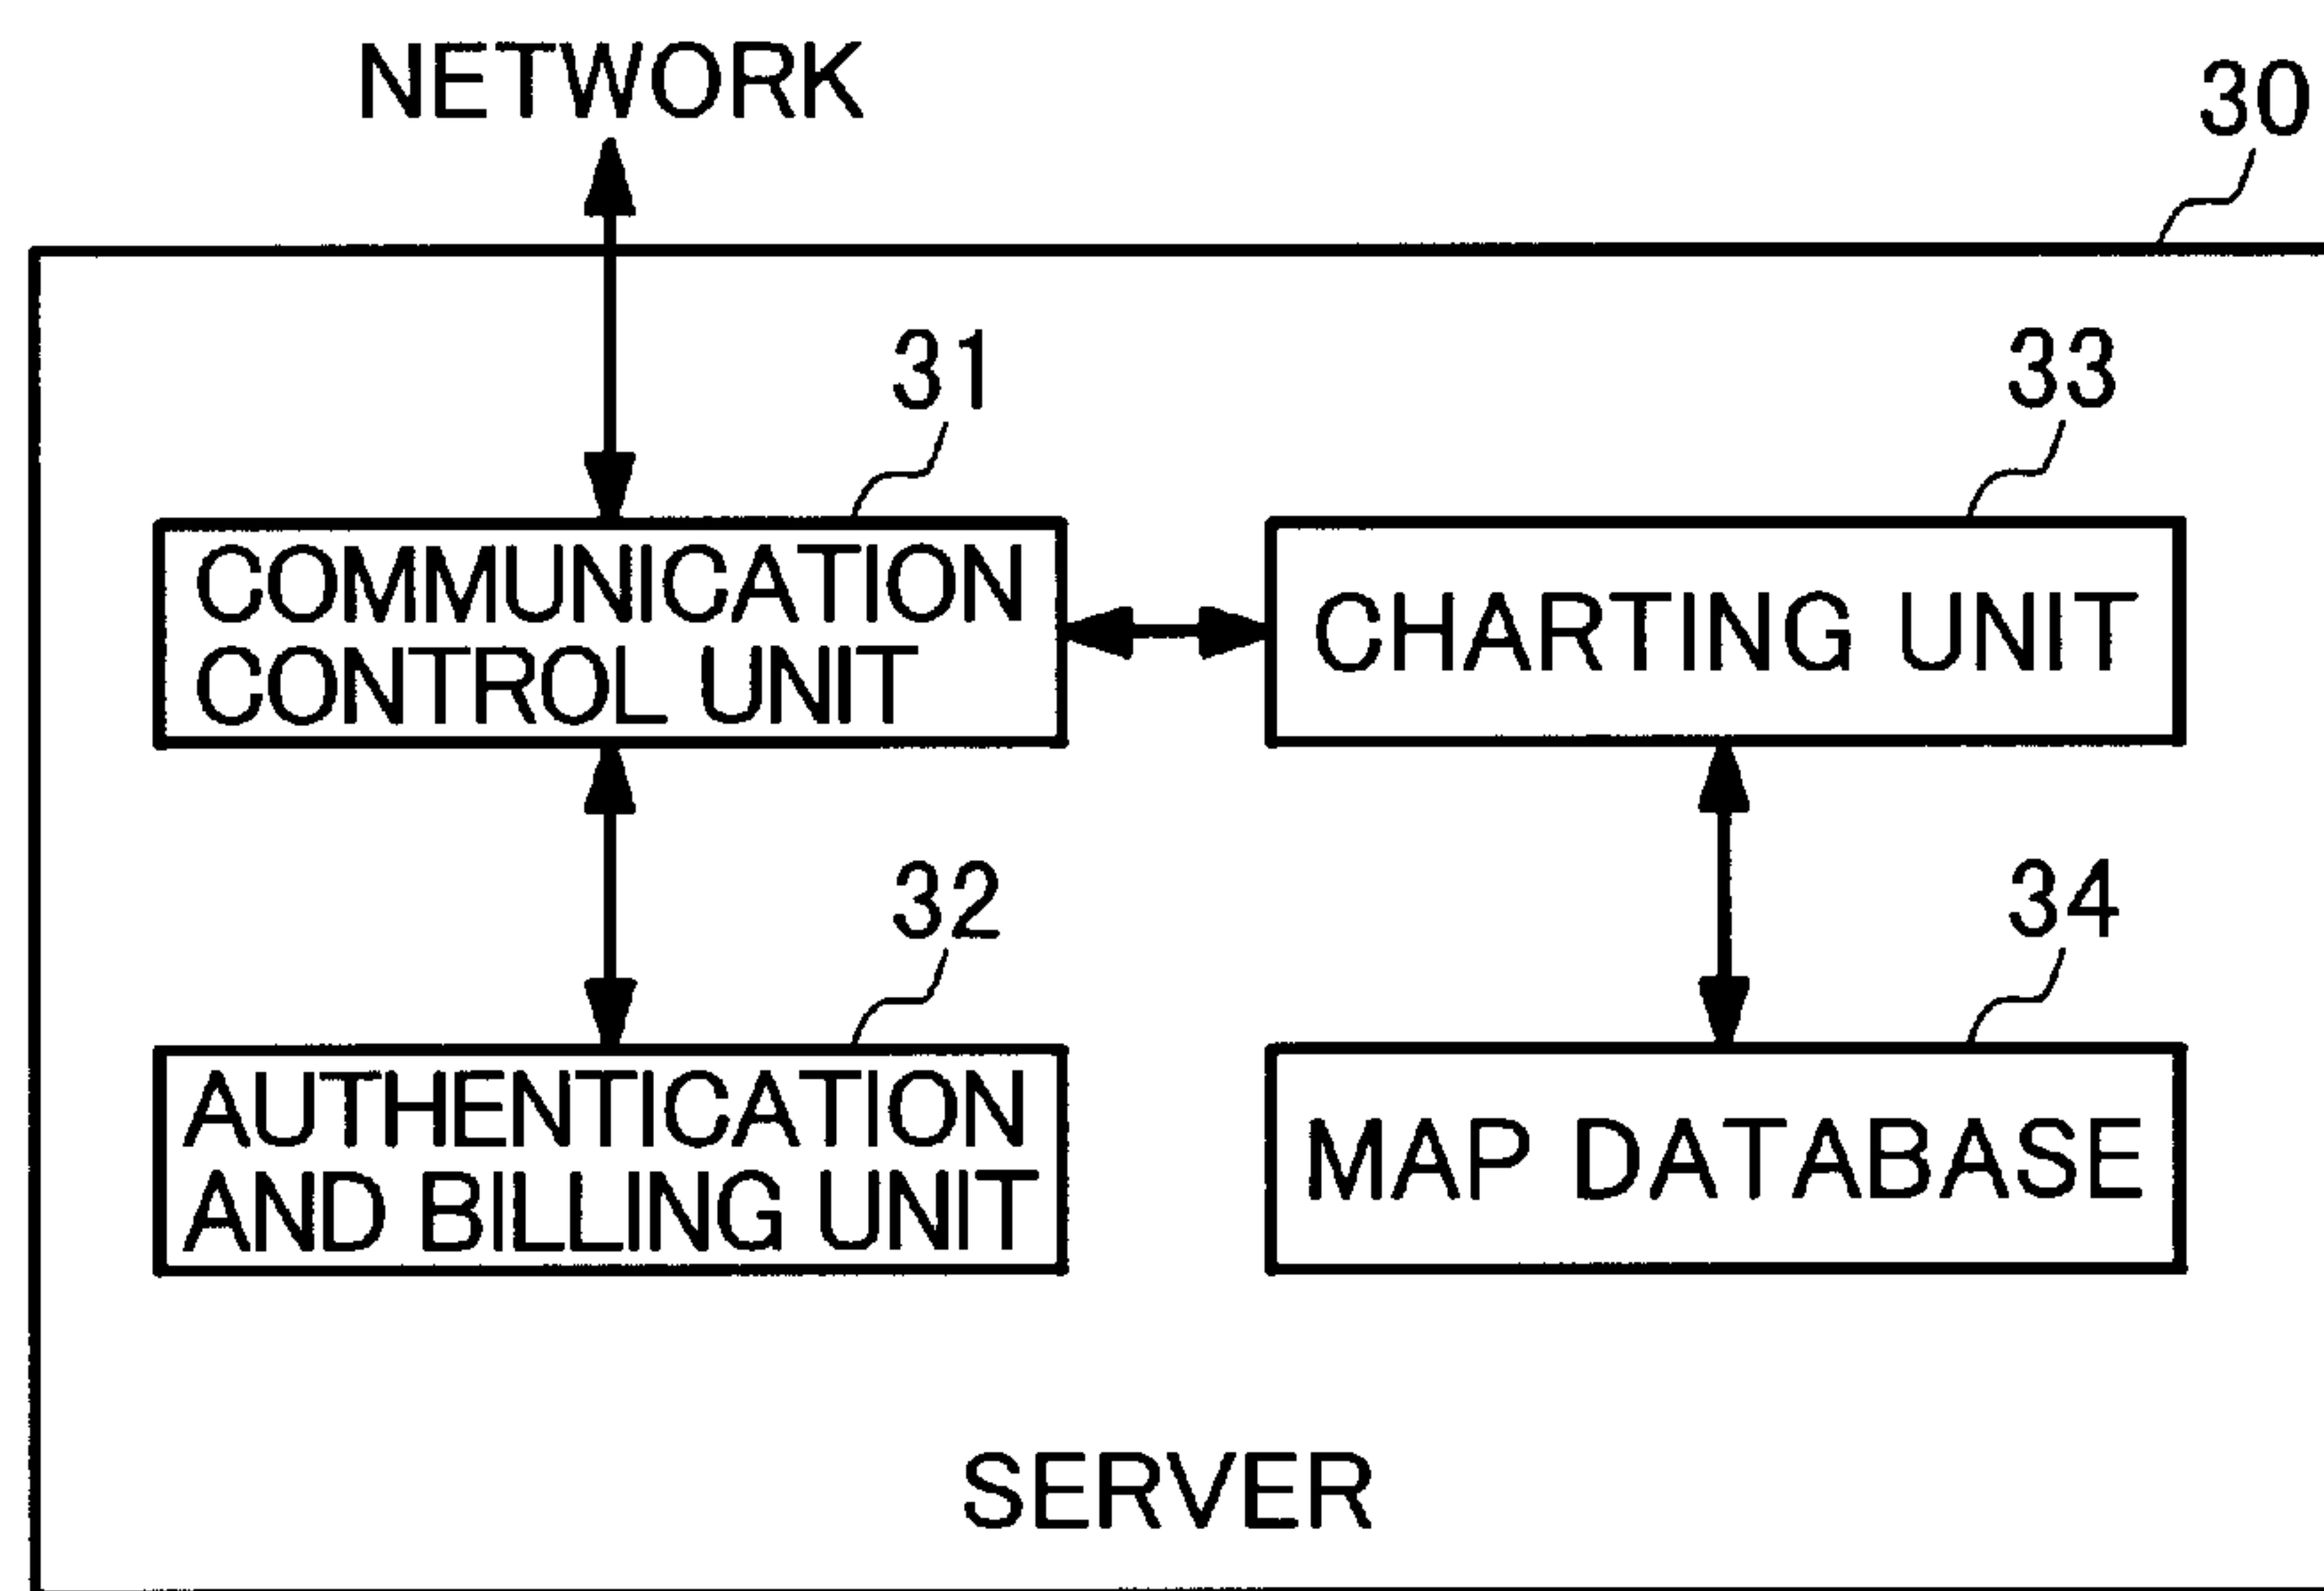 NETWORK
30
31
33
COMMUNICATION
CONTROL UNIT
CHARTING UNIT
32
34
AUTHENTICATION
AND BILLING UNIT
MAP DATABASE
SERVER